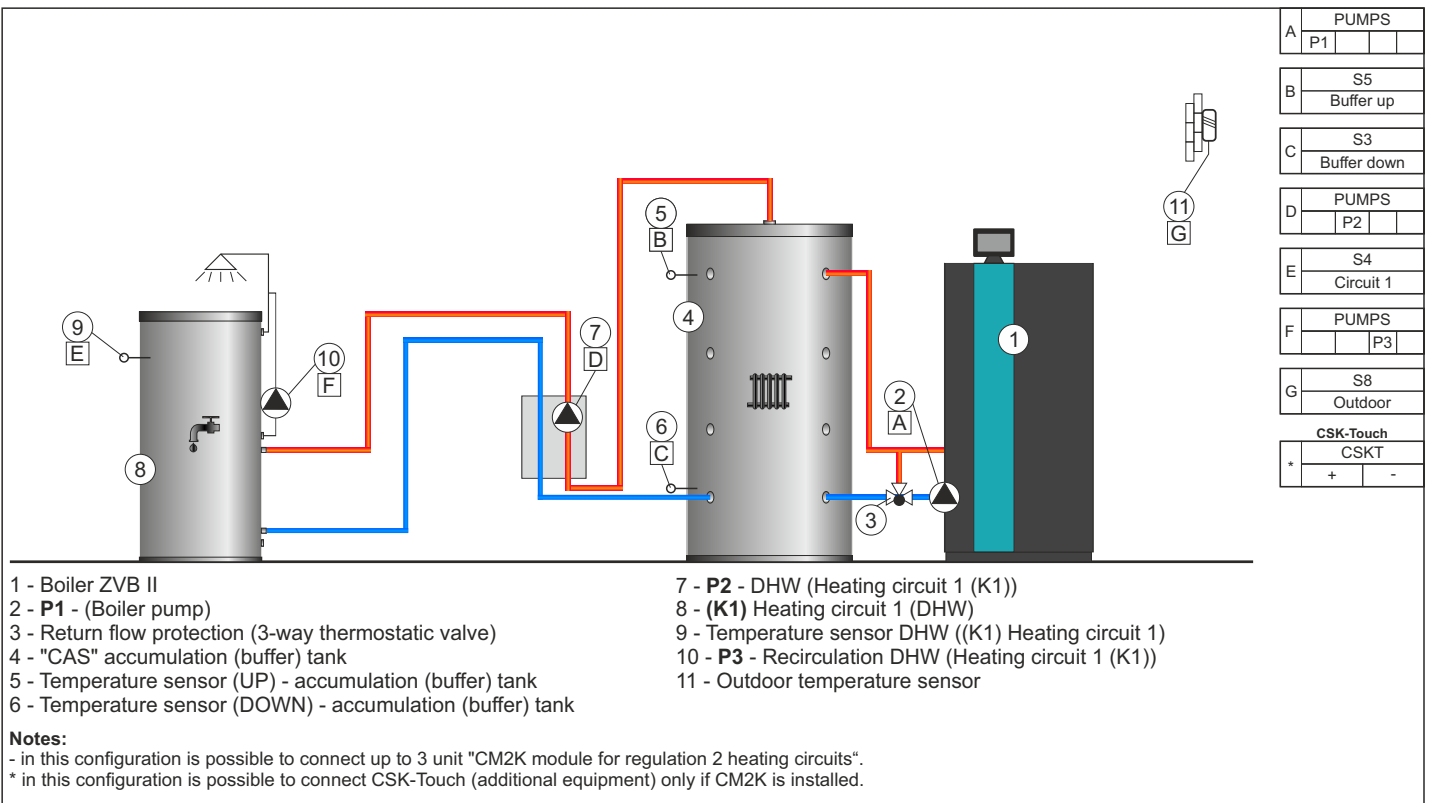 5
B
11
G
9
E
4
7
D
10
F
1
2
A
6
C
8
3
A
PUMPS
P1
B
S5
Buffer up
C
S3
Buffer down
D
PUMPS
P2
E
S4
Circuit 1
F
PUMPS
P3
G
S8
Outdoor
CSK-Touch
*
CSKT
+ -
1 - Boiler ZVB II
2 - P1 - (Boiler pump)
3 - Return flow protection (3-way thermostatic valve)
4 - "CAS" accumulation (buffer) tank
5 - Temperature sensor (UP) - accumulation (buffer) tank
6 - Temperature sensor (DOWN) - accumulation (buffer) tank
7 - P2 - DHW (Heating circuit 1 (K1))
8 - (K1) Heating circuit 1 (DHW)
9 - Temperature sensor DHW ((K1) Heating circuit 1)
10 - P3 - Recirculation DHW (Heating circuit 1 (K1))
11 - Outdoor temperature sensor
Notes:
- in this configuration is possible to connect up to 3 unit "CM2K module for regulation 2 heating circuits“.
* in this configuration is possible to connect CSK-Touch (additional equipment) only if CM2K is installed.